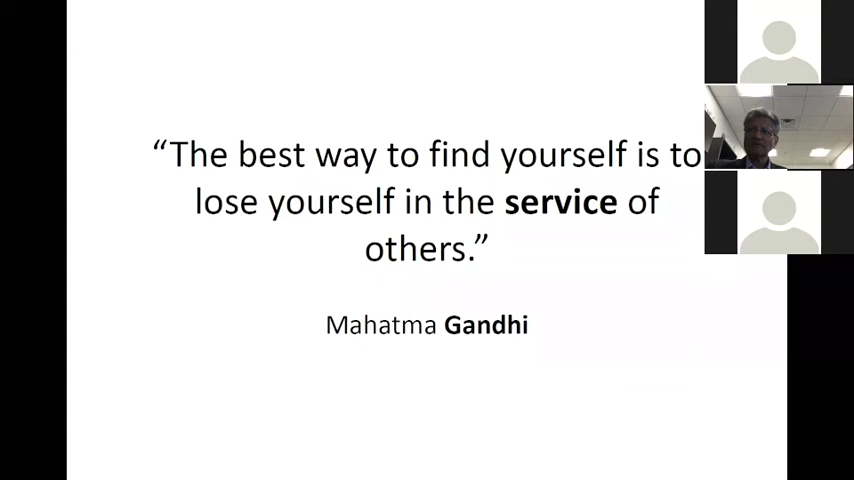 “The best way to find yourself is to
lose yourself in the service of
others.”
Mahatma Gandhi